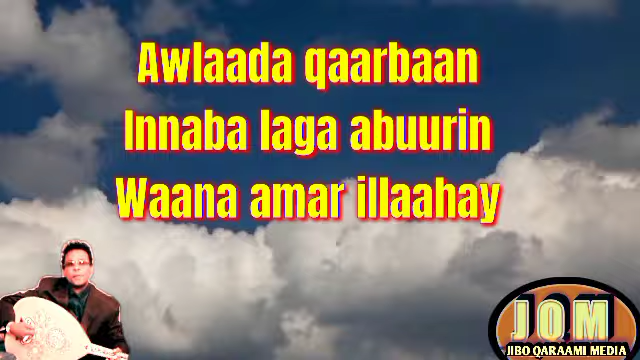 Awlaada qaarbaan
Innaba laga abuurin
Waana amar illaahay
JOM
JIBO QARAAMI MEDIA